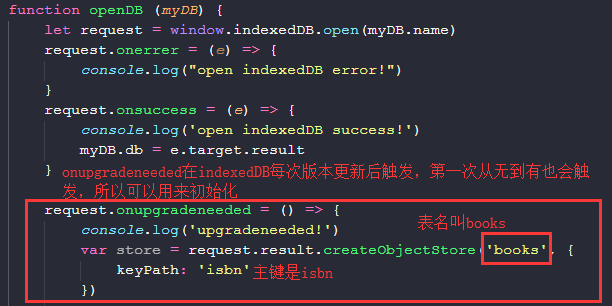 function openDB (myDB) {
let request = window.indexedDB.open(myDB.name)
request.onerrer = (e) => {
console.log("open indexedDB error!")
}
request.onsuccess = (e) => {
console.log('open indexedDB success!')
myDB.db = e.target.result
} onupgradeneeded在indexedDB每次版本更新后触发，第一次从无到有也会触
发，所以可以用来初始化
request.onupgradeneeded = () => {
表名叫books
console.log('upgradeneeded!')
var store = request.result.createObjectStore('books', {
keyPath: 'isbn' 主键是isbn
})